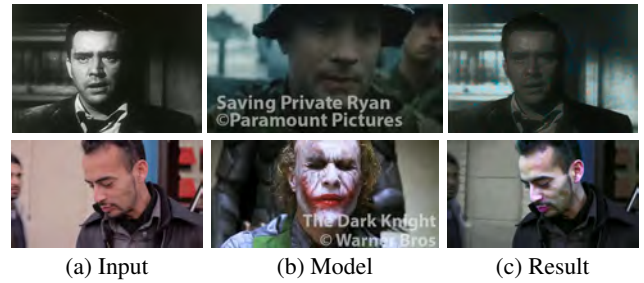 Saving Private Ryan
©Paramount Pictures
The Dark Knight
© Warner Bros
(a) Input
(b) Model
(c) Result